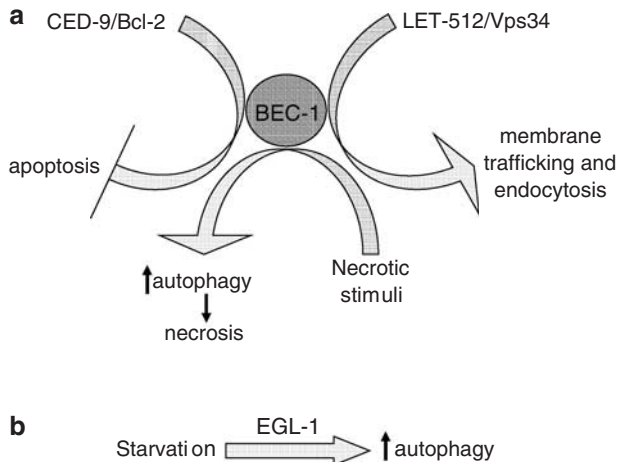 a
CED-9/Bcl-2
LET-512/Vps34
BEC-1
apoptosis
membrane
trafficking and
endocytosis
autophagy
necrosis
Necrotic
stimuli
b
EGL-1
Starvation
autophagy